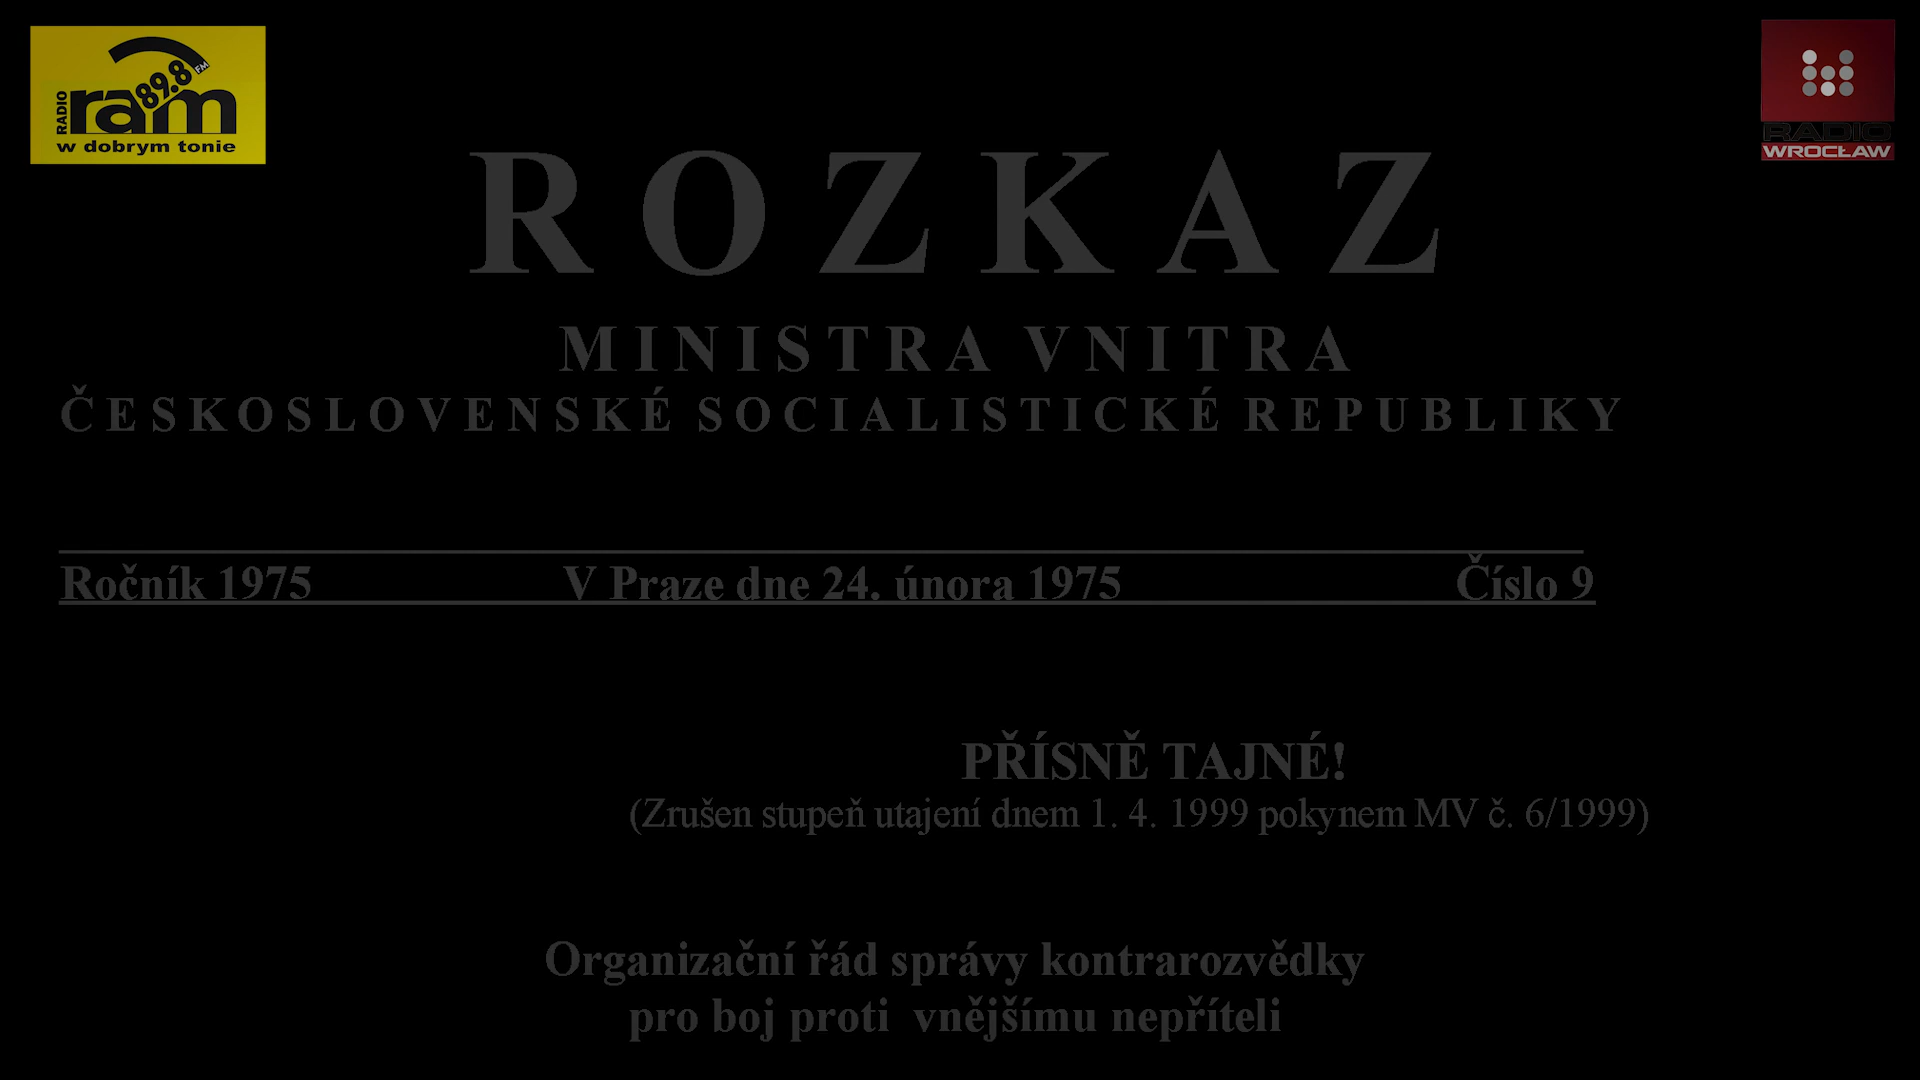 RADIO ram 89.8 FM
w dobrym tonie
RADIO
WROCŁAW
R O Z K A Z
M I N I S T R A V N I T R A
Č E S K O S L O V E N S K É S O C I A L I S T I C K É R E P U B L I K Y
Ročník 1975 V Praze dne 24. února 1975 Číslo 9
PŘÍSNĚ TAJNÉ!
(Zrušen stupeň utajení dnem 1. 4. 1999 pokynem MV č. 6/1999)
Organizační řád správy kontrarozvědky
pro boj proti vnějšímu nepříteli